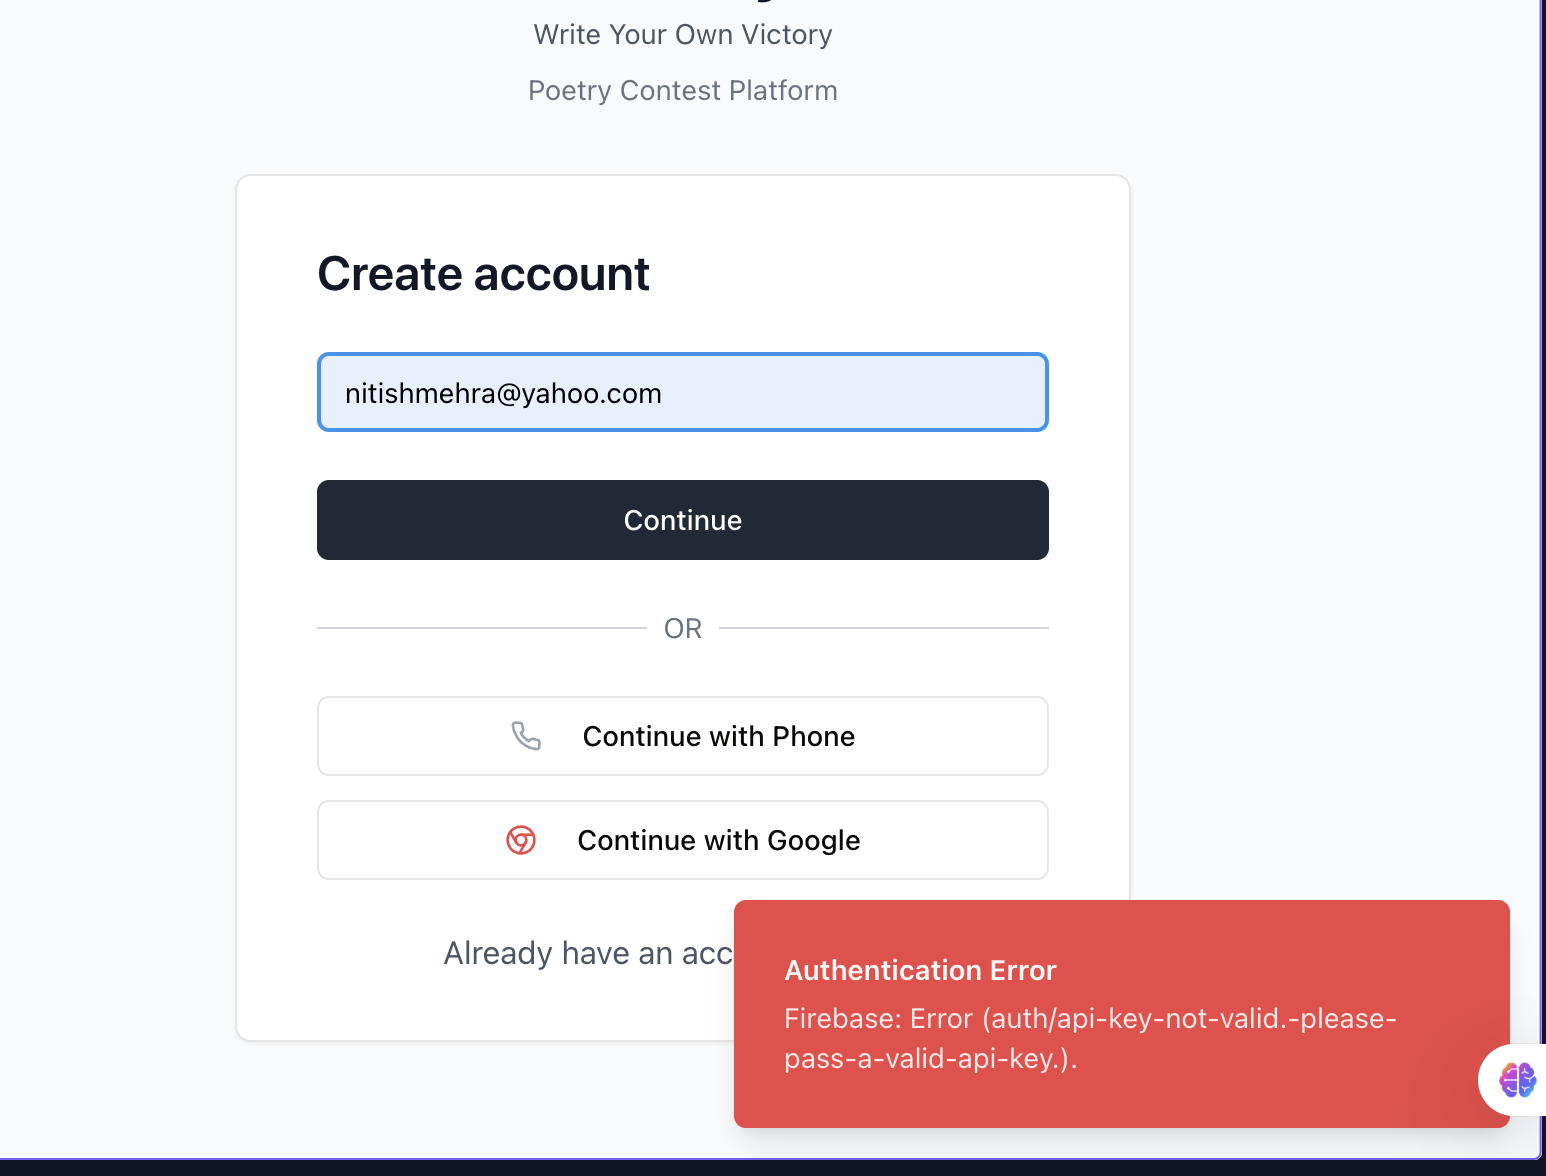 Write Your Own Victory
Poetry Contest Platform
Create account
nitishmehra@yahoo.com
Continue
OR
Continue with Phone
Continue with Google
Already have an acc
Authentication Error
Firebase: Error (auth/api-key-not-valid.-please-
pass-a-valid-api-key.).